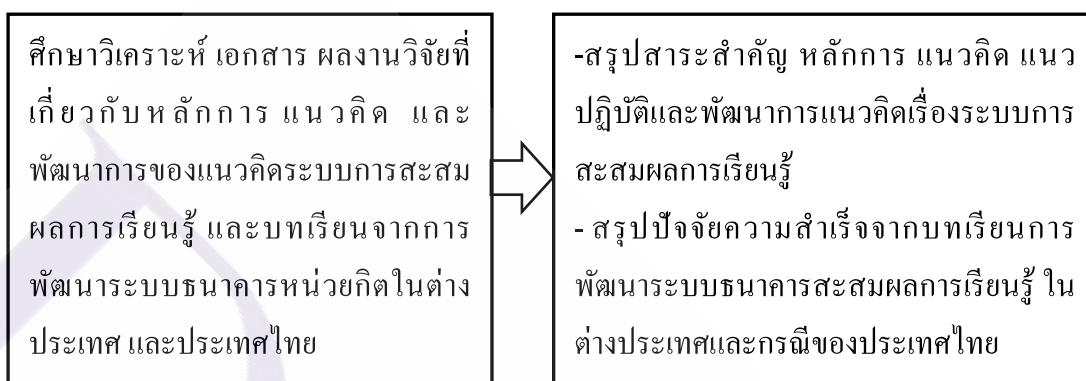 ศึกษาวิเคราะห์ เอกสาร ผลงานวิจัยที่
เกี่ยวกับหลักการ แนวคิด และ
พัฒนาการของแนวคิดระบบการสะสม
ผลการเรียนรู้ และบทเรียนจากการ
พัฒนาระบบธนาคารหน่วยกิตในต่าง
ประเทศ และประเทศไทย
-สรุปสาระสำคัญ หลักการ แนวคิด แนว
ปฏิบัติและพัฒนาการแนวคิดเรื่องระบบการ
สะสมผลการเรียนรู้
- สรุปปัจจัยความสำเร็จจากบทเรียนการ
พัฒนาระบบธนาคารสะสมผลการเรียนรู้ ใน
ต่างประเทศและกรณีของประเทศไทย